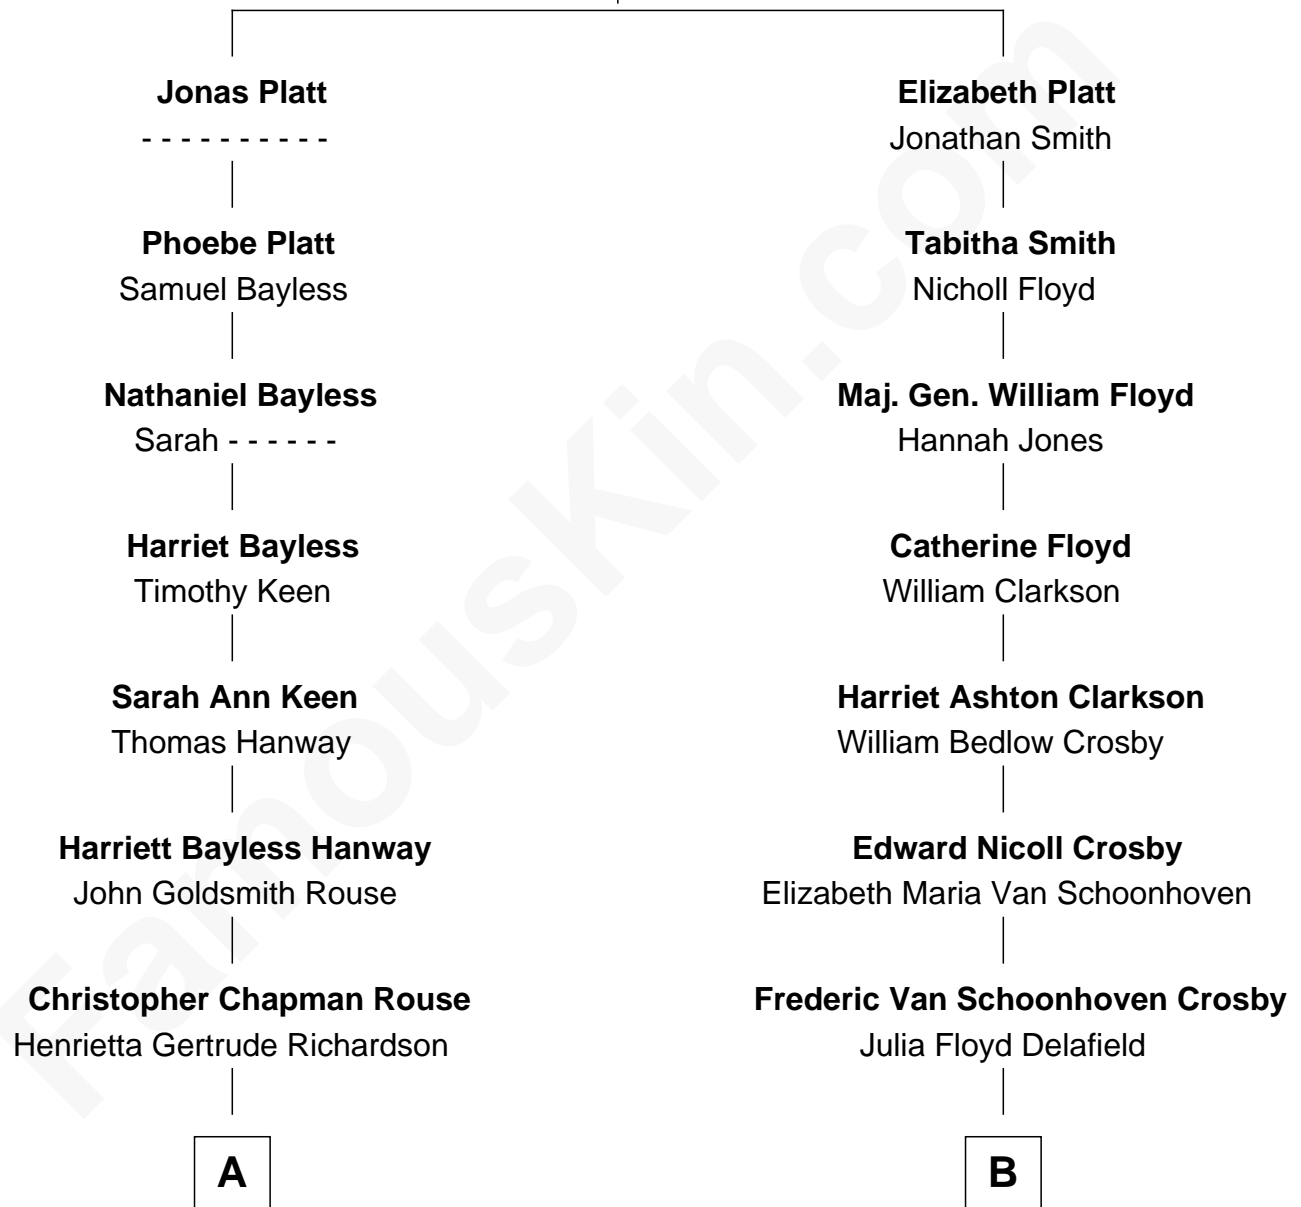 Jonas Platt
- - - - - - - - - -
Elizabeth Platt
Jonathan Smith
Phoebe Platt
Samuel Bayless
Tabitha Smith
Nicholl Floyd
Nathaniel Bayless
Sarah - - - - - -
Maj. Gen. William Floyd
Hannah Jones
Harriet Bayless
Timothy Keen
Catherine Floyd
William Clarkson
Sarah Ann Keen
Thomas Hanway
Harriet Ashton Clarkson
William Bedlow Crosby
Harriett Bayless Hanway
John Goldsmith Rouse
Edward Nicoll Crosby
Elizabeth Maria Van Schoonhoven
Christopher Chapman Rouse
Henrietta Gertrude Richardson
Frederic Van Schoonhoven Crosby
Julia Floyd Delafield
A
B
FamousKin.com